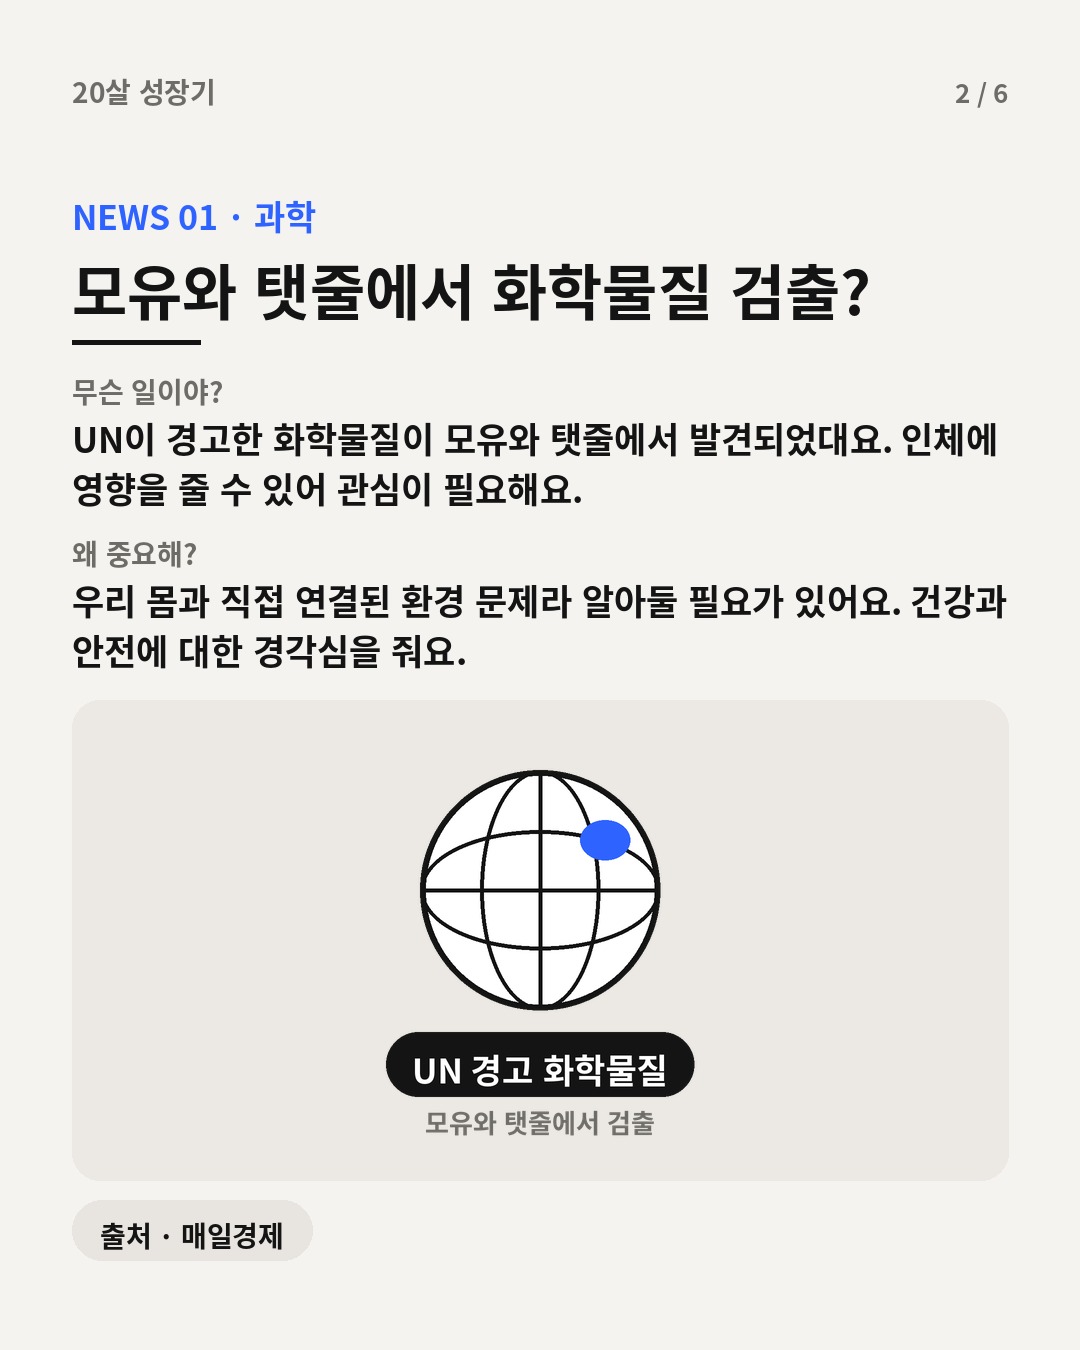 20살 성장기
2 / 6
NEWS 01 · 과학
모유와 탯줄에서 화학물질 검출?
무슨 일이야?
UN이 경고한 화학물질이 모유와 탯줄에서 발견되었대요. 인체에
영향을 줄 수 있어 관심이 필요해요.
왜 중요해?
우리 몸과 직접 연결된 환경 문제라 알아둘 필요가 있어요. 건강과
안전에 대한 경각심을 줘요.
UN 경고 화학물질
모유와 탯줄에서 검출
출처 · 매일경제